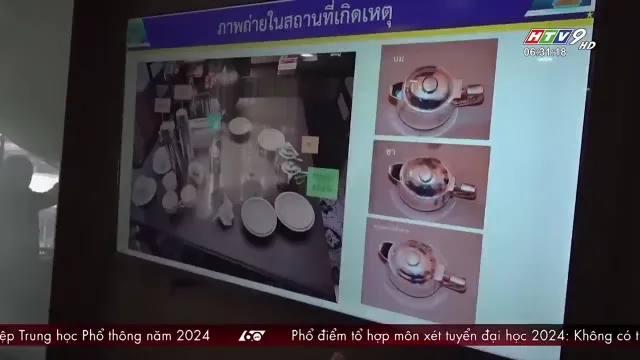 ภาพถ่ายในสถานที่เกิดเหตุ
HTV9 HD
06:31:18
นม
ชา
ệp Trung học Phổ thông năm 2024
60
Phổ điểm tổ hợp môn xét tuyển đại học 2024: Không có t